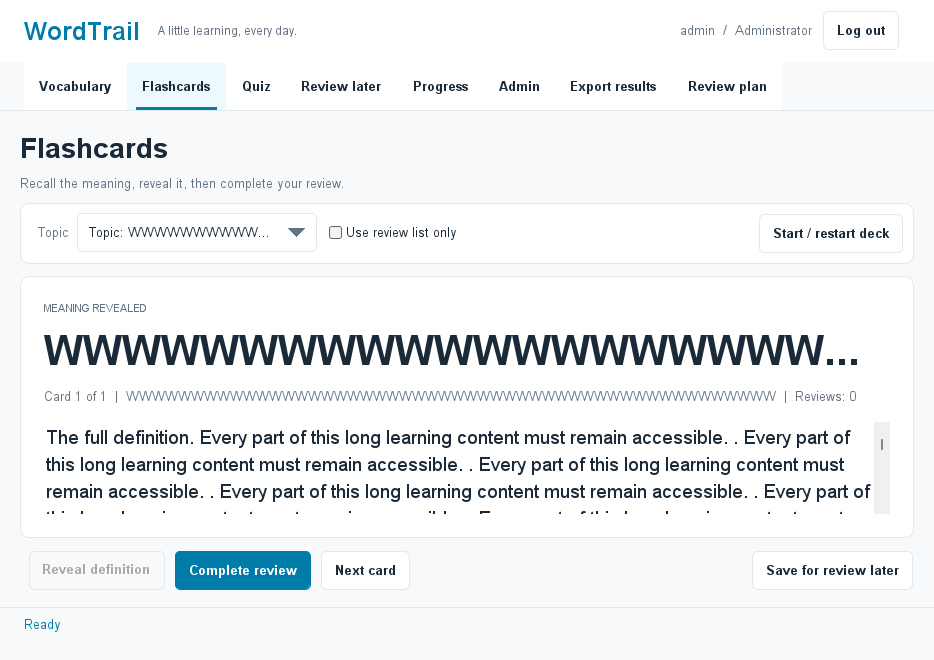 WordTrail
A little learning, every day.
admin / Administrator
Log out
Vocabulary
Flashcards
Quiz
Review later
Progress
Admin
Export results
Review plan
Flashcards
Recall the meaning, reveal it, then complete your review.
Topic
Topic: WWWWWWWWWWW...
Use review list only
Start / restart deck
MEANING REVEALED
WWWWWWWWWWWWWWWWWWWW...
Card 1 of 1 | WWWWWWWWWWWWWWWWWWWWWWWWWWWWWWWWWWWWWWWWWWWWWWWWWW | Reviews: 0
The full definition. Every part of this long learning content must remain accessible. . Every part of
this long learning content must remain accessible. . Every part of this long learning content must
remain accessible. . Every part of this long learning content must remain accessible. . Every part of
Reveal definition
Complete review
Next card
Save for review later
Ready